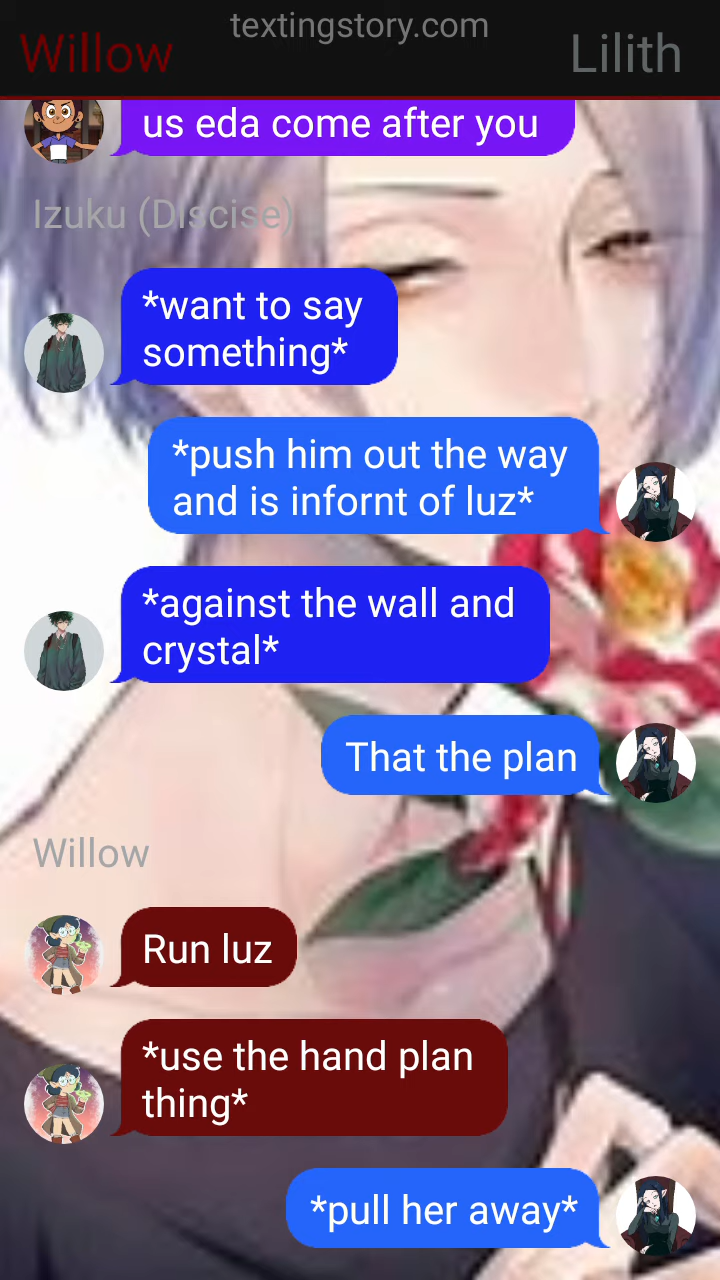 textingstory.com
Willow
Lilith
us eda come after you
Izuku (Discise)
*want to say
something*
*push him out the way
and is infornt of luz*
*against the wall and
crystal*
That the plan
Willow
Run luz
*use the hand plan
thing*
*pull her away*